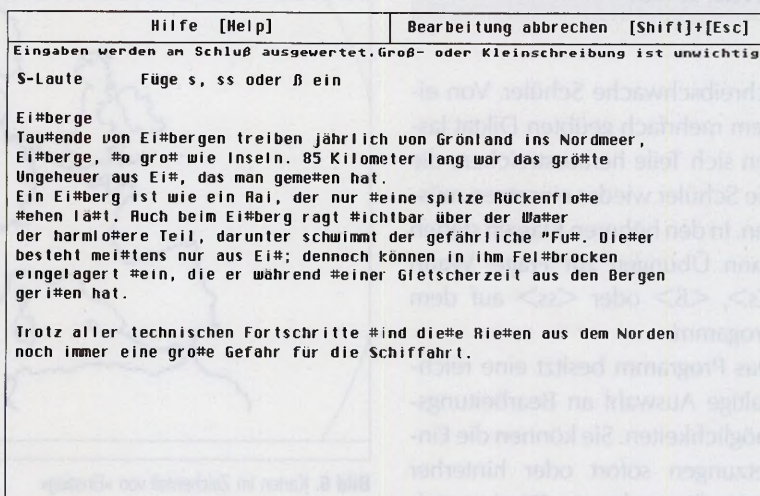 Hilfe [Help] Bearbeitung abbrechen [Shift]+[Esc]
Eingaben werden am Schluß ausgewertet.Groß- oder Kleinschreibung ist unwichtig
S-Laute Füge s, ss oder ß ein
Ei#berge
Tau#ende von Ei#bergen treiben jährlich von Grönland ins Nordmeer,
Ei#berge, #o gro# wie Inseln. 85 Kilometer lang war das grö#te
Ungeheuer aus Ei#, das man geme#en hat.
Ein Ei#berg ist wie ein Hai, der nur #eine spitze Rückenflo#e
#ehen lä#t. Auch beim Ei#berg ragt #ichtbar über der Wa#er
der harmlo#ere Teil, darunter schwimmt der gefährliche "Fu#. Die#er
besteht mei#tens nur aus Ei#; dennoch können in ihm Fel#brocken
eingelagert #ein, die er während #einer Gletscherzeit aus den Bergen
geri#en hat.
Trotz aller technischen Fortschritte #ind die#e Rie#en aus dem Norden
noch immer eine gro#e Gefahr für die Schiffahrt.